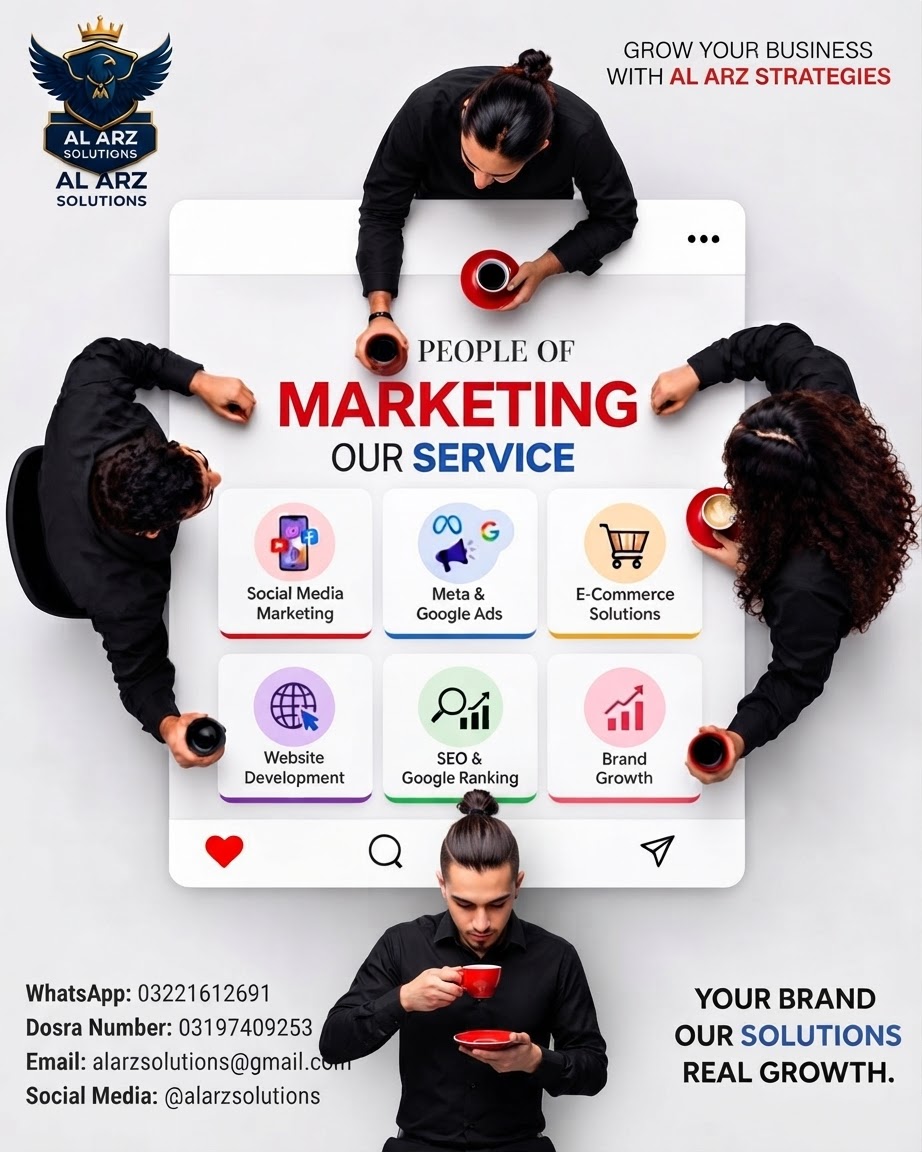 AL ARZ
SOLUTIONS
AL ARZ
SOLUTIONS
GROW YOUR BUSINESS
WITH AL ARZ STRATEGIES
PEOPLE OF
MARKETING
OUR SERVICE
Social Media
Marketing
Meta &
Google Ads
E-Commerce
Solutions
Website
Development
SEO &
Google Ranking
Brand
Growth
WhatsApp: 03221612691
Dosra Number: 03197409253
Email: alarzsolutions@gmail.com
Social Media: @alarzsolutions
YOUR BRAND
OUR SOLUTIONS
REAL GROWTH.